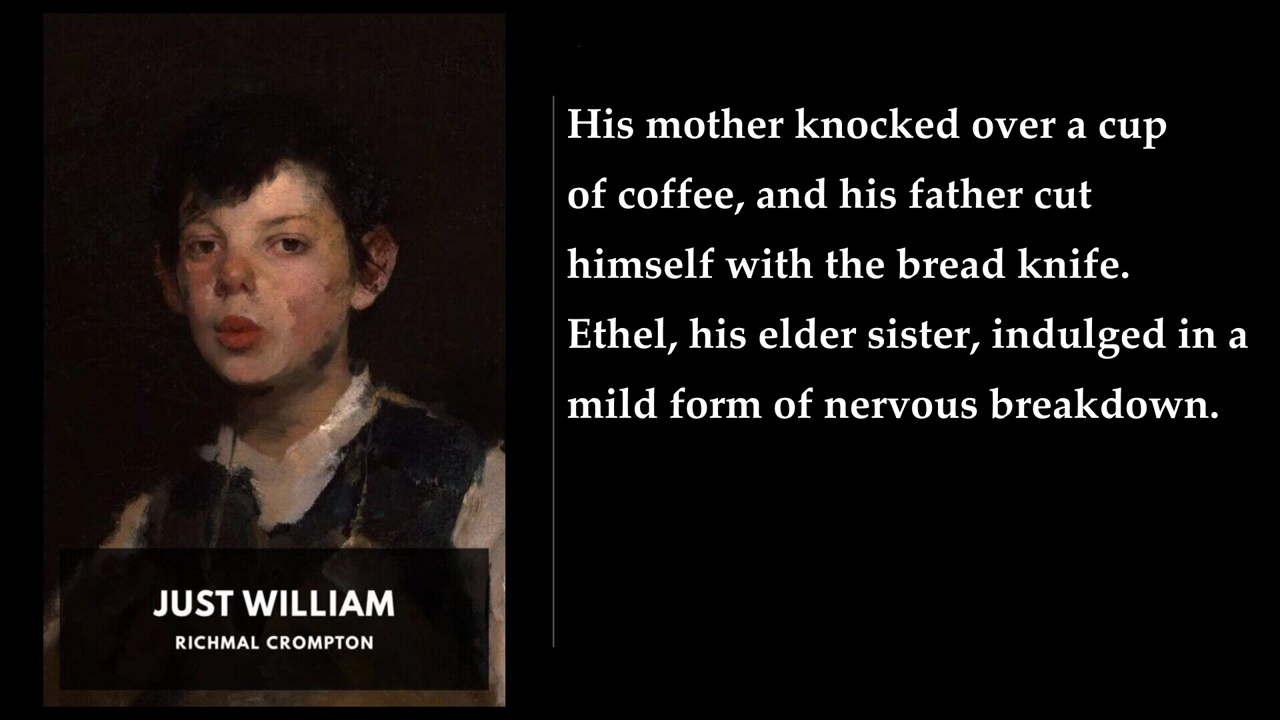 His mother knocked over a cup
of coffee, and his father cut
himself with the bread knife.
Ethel, his elder sister, indulged in a
mild form of nervous breakdown.
JUST WILLIAM
RICHMAL CROMPTON